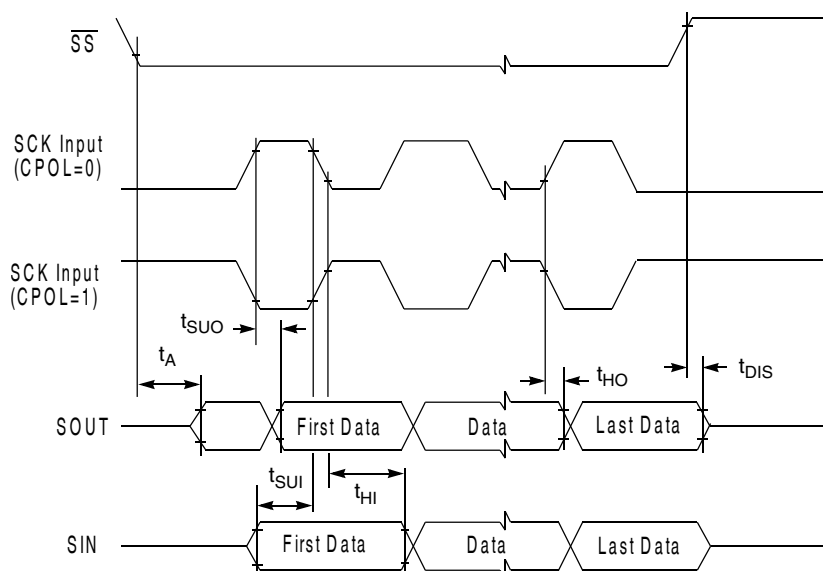 SS
SCK Input
(CPOL=0)
SCK Input
(CPOL=1)
tSUO
tA
tHO
tDIS
SOUT
First Data
Data
Last Data
tSUI
tHI
SIN
First Data
Data
Last Data